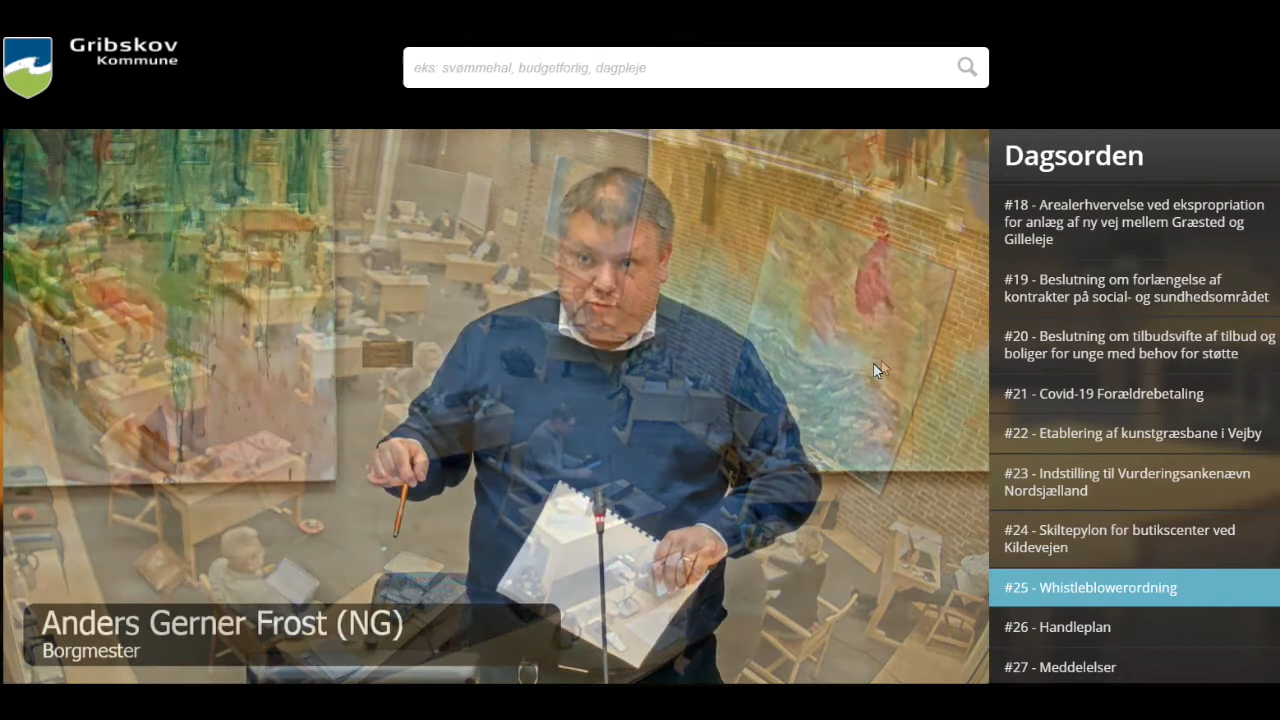 Gribskov
Kommune
eks: svømmehal, budgetforlig, dagpleje
Dagsorden
#18 - Arealerhvervelse ved ekspropriation
for anlæg af ny vej mellem Græsted og
Gilleleje
#19 - Beslutning om forlængelse af
kontrakter på social- og sundhedsområdet
#20 - Beslutning om tilbudsvifte af tilbud og
boliger for unge med behov for støtte
#21 - Covid-19 Forældrebetaling
#22 - Etablering af kunstgræsbane i Vejby
#23 - Indstilling til Vurderingsankenævn
Nordsjælland
#24 - Skiltepylon for butikscenter ved
Kildevejen
#25 - Whistleblowerordning
#26 - Handleplan
#27 - Meddelelser
Anders Gerner Frost (NG)
Borgmester